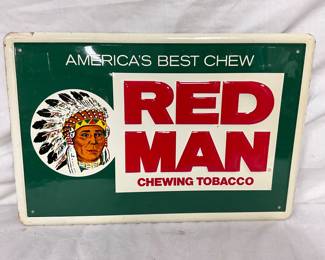 AMERICA'S BEST CHEW
RED
MAN
CHEWING TOBACCO